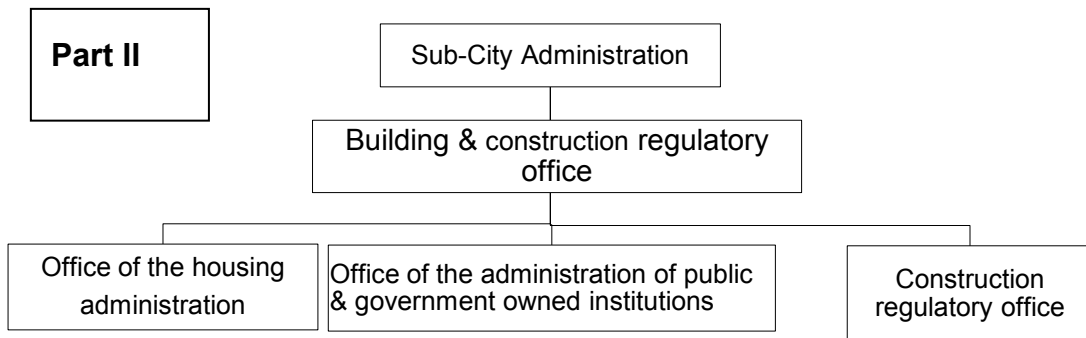 Part II
Sub-City Administration
Building & construction regulatory
office
Office of the housing
administration
Office of the administration of public
& government owned institutions
Construction
regulatory office